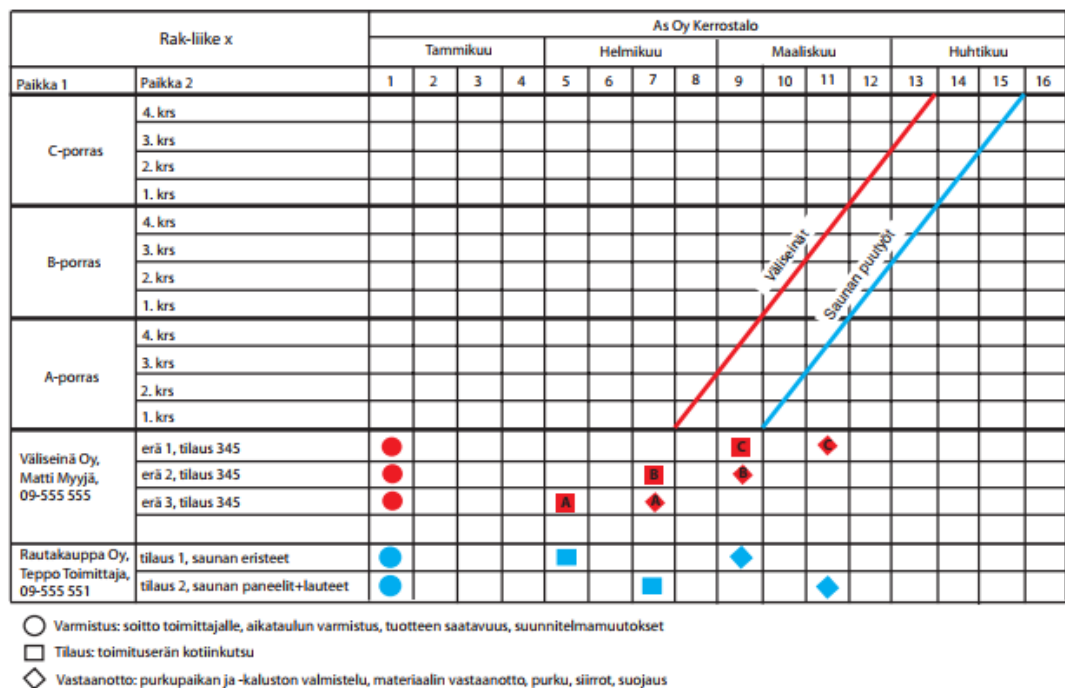 Rak-liike x
As Oy Kerrostalo
Tammikuu Helmikuu Maaliskuu Huhtikuu
Paikka 1 Paikka 2 1 2 3 4 5 6 7 8 9 10 11 12 13 14 15 16
C-porras
4. krs
3. krs
2. krs
1. krs
B-porras
4. krs
3. krs
2. krs
1. krs
Väliseinät
Saunan puutyöt
A-porras
4. krs
3. krs
2. krs
1. krs
Väliseinä Oy,
Matti Myyjä,
09-555 555
erä 1, tilaus 345 C C
erä 2, tilaus 345 B B
erä 3, tilaus 345 A A
Rautakauppa Oy,
Teppo Toimittaja,
09-555 551
tilaus 1, saunan eristeet
tilaus 2, saunan paneelit+lauteet
Varmistus: soitto toimittajalle, aikataulun varmistus, tuotteen saatavuus, suunnitelmamuutokset
Tilaus: toimituserän kotiinkutsu
Vastaanotto: purkupaikan ja -kaluston valmistelu, materiaalin vastaanotto, purku, siirrot, suojaus